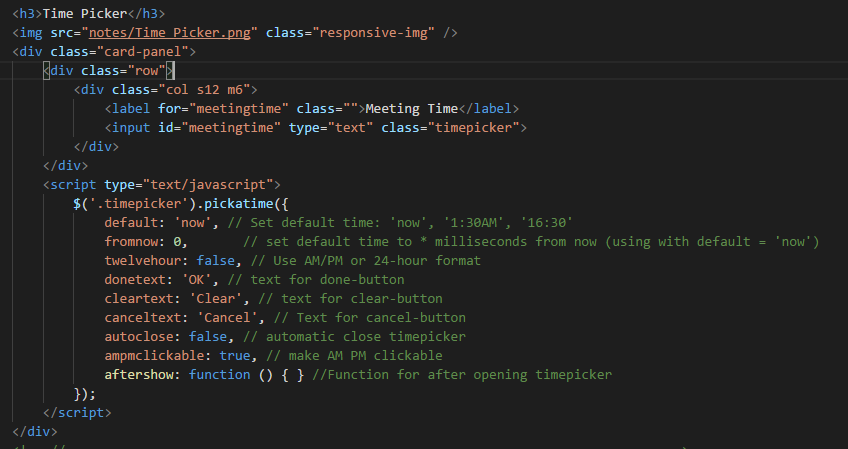 <h3>Time Picker</h3>
<img src="notes/Time Picker.png" class="responsive-img" />
<div class="card-panel">
    <div class="row">
        <div class="col s12 m6">
            <label for="meetingtime" class="">Meeting Time</label>
            <input id="meetingtime" type="text" class="timepicker">
        </div>
    </div>
    <script type="text/javascript">
        $('.timepicker').pickatime({
            default: 'now', // Set default time: 'now', '1:30AM', '16:30'
            fromnow: 0,       // set default time to * milliseconds from now (using with default = 'now')
            twelvehour: false, // Use AM/PM or 24-hour format
            donetext: 'OK', // text for done-button
            cleartext: 'Clear', // text for clear-button
            canceltext: 'Cancel', // Text for cancel-button
            autoclose: false, // automatic close timepicker
            ampmclickable: true, // make AM PM clickable
            aftershow: function () { } //Function for after opening timepicker
        });
    </script>
</div>